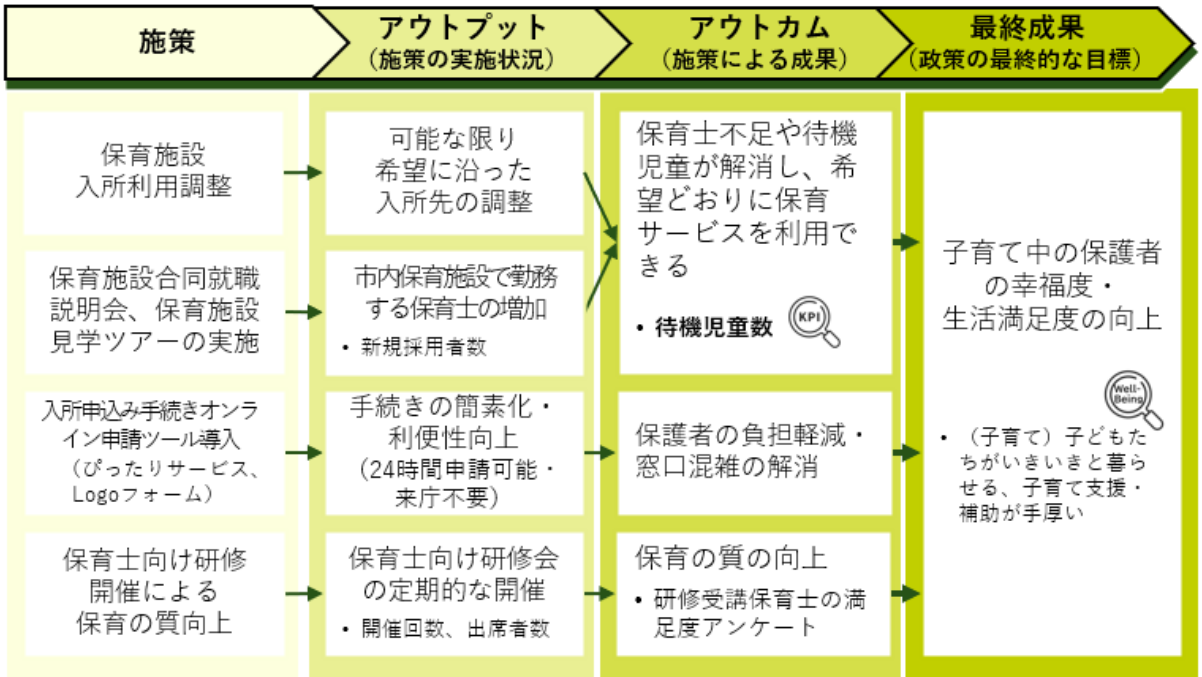 施策
アウトプット
(施策の実施状況)
アウトカム
(施策による成果)
最終成果
(政策の最終的な目標)
保育施設
入所利用調整
可能な限り
希望に沿った
入所先の調整
保育士不足や待機
児童が解消し、希
望どおりに保育
サービスを利用で
きる
• 待機児童数
KPI
保育施設合同就職
説明会、保育施設
見学ツアーの実施
市内保育施設で勤務
する保育士の増加
• 新規採用者数
入所申込み手続きオンラ
イン申請ツール導入
(ぴったりサービス、
Logoフォーム)
手続きの簡素化・
利便性向上
(24時間申請可能・
来庁不要)
保護者の負担軽減・
窓口混雑の解消
保育士向け研修
開催による
保育の質向上
保育士向け研修会
の定期的な開催
• 開催回数、出席者数
保育の質の向上
• 研修受講保育士の満
足度アンケート
子育て中の保護者
の幸福度・
生活満足度の向上
Well-
Being
• (子育て)子どもた
ちがいきいきと暮ら
せる、子育て支援・
補助が手厚い